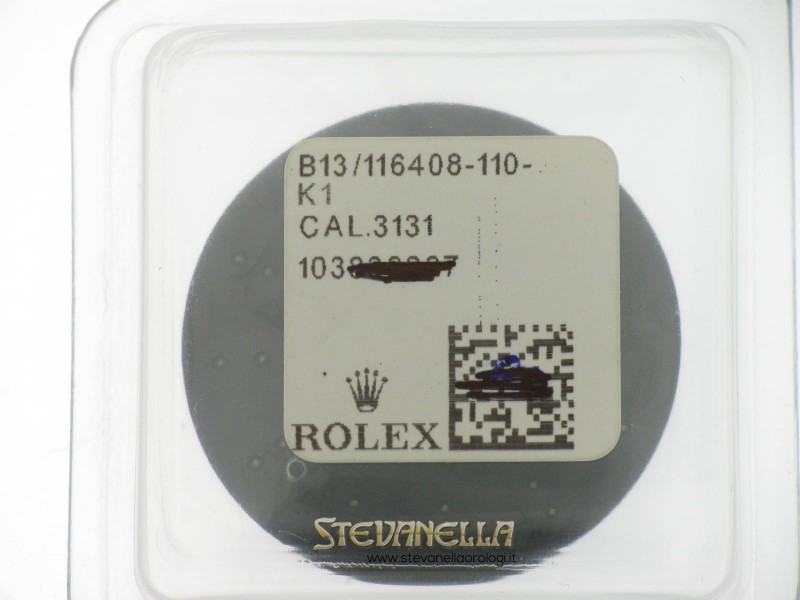 B13/116408-110-
K1
CAL.3131
ROLEX
STEVANELLA
www.stevanellaorologi.it